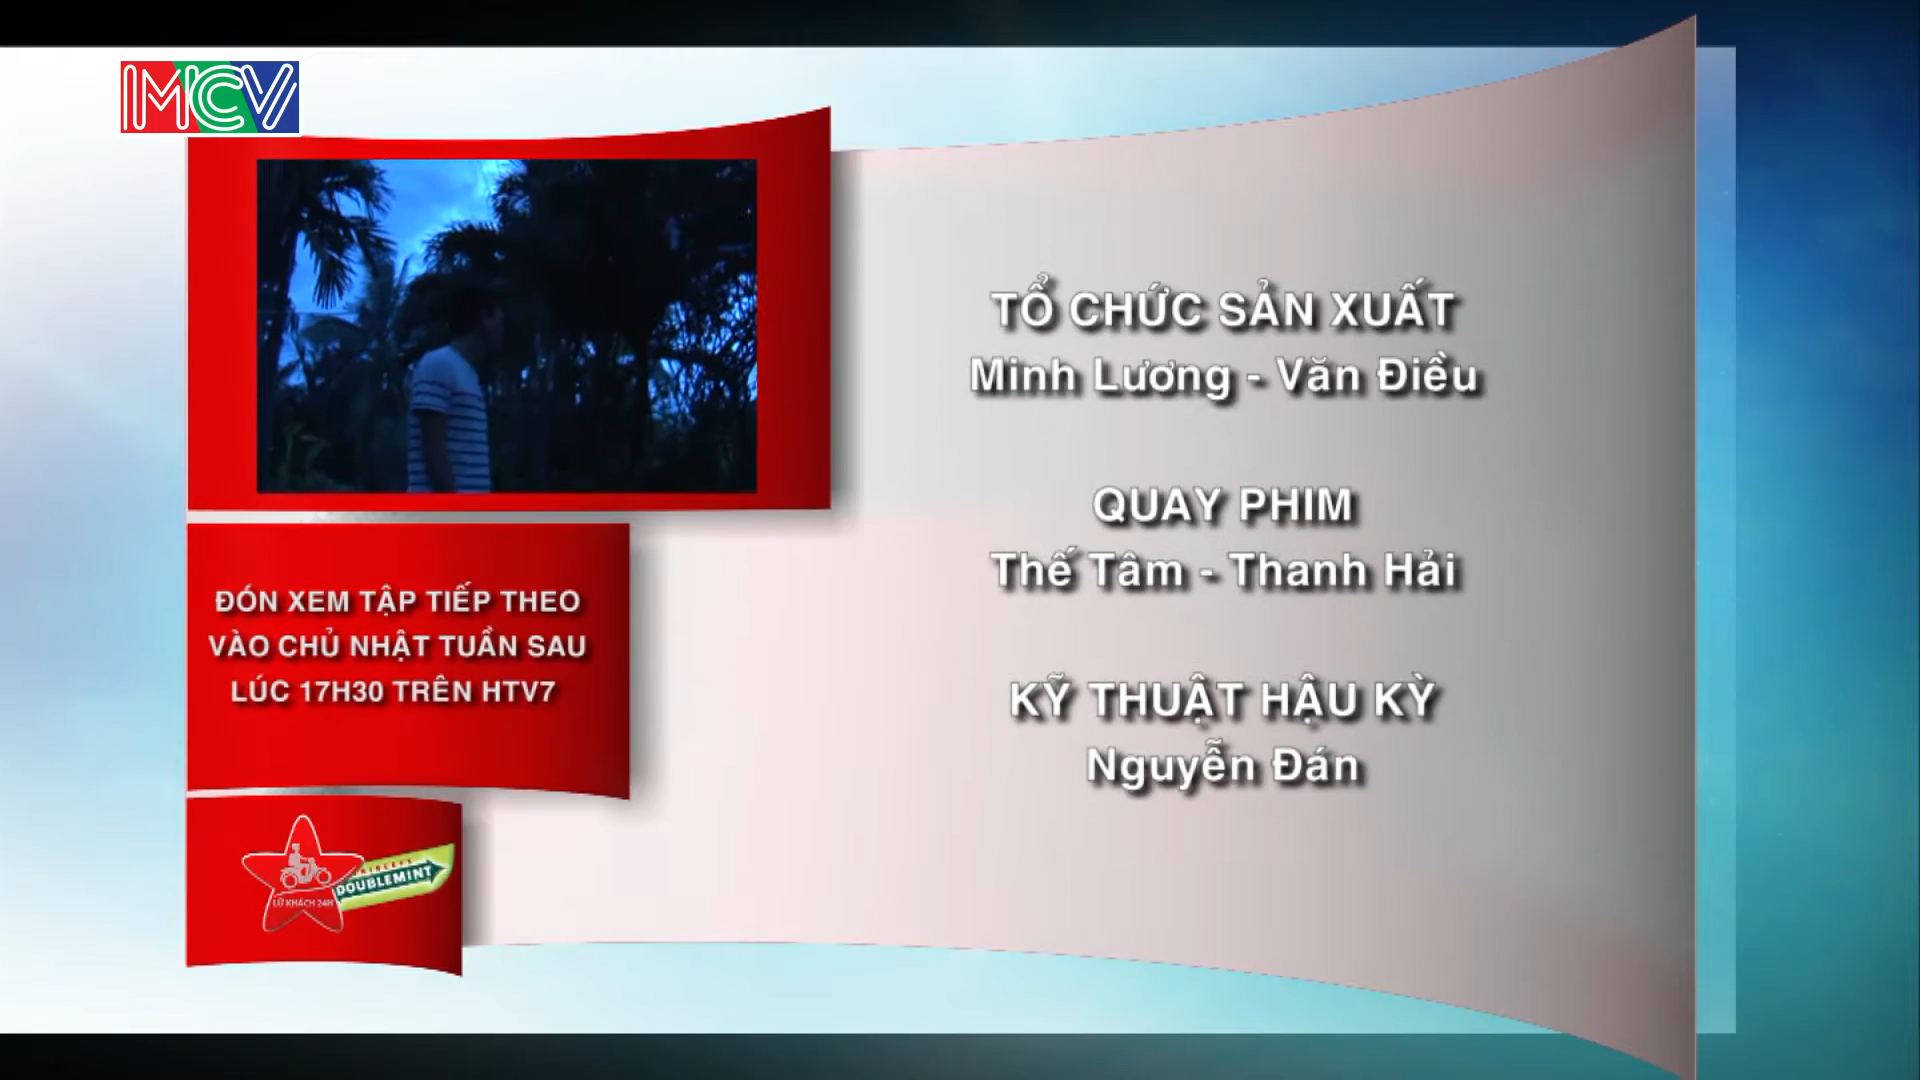 MCV
TỔ CHỨC SẢN XUẤT
Minh Lương - Văn Điều
QUAY PHIM
Thế Tâm - Thanh Hải
KỸ THUẬT HẬU KỲ
Nguyễn Đán
ĐÓN XEM TẬP TIẾP THEO
VÀO CHỦ NHẬT TUẦN SAU
LÚC 17H30 TRÊN HTV7
LỮ KHÁCH 24H
DOUBLEMINT